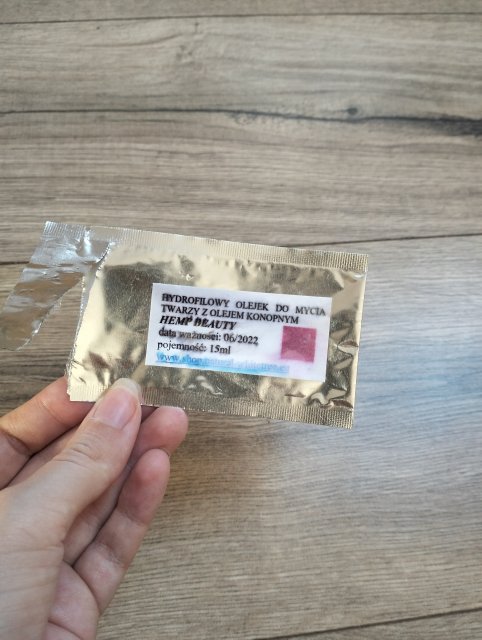 HYDROFILOWY OLEJEK DO MYCIA
TWARZY Z OLEJEM KONOPNYM
HEMP BEAUTY
data ważności: 06/2022
pojemność: 15ml